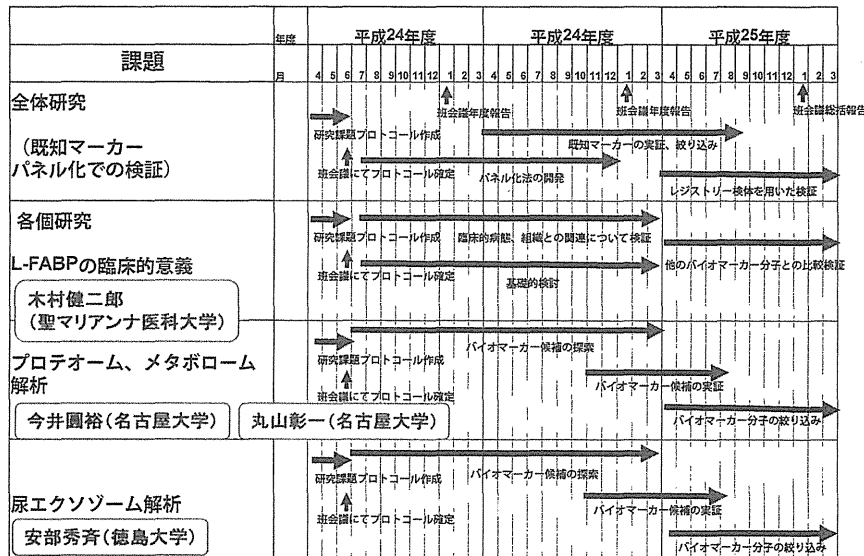 年度 平成24年度 平成24年度 平成25年度
課題
月 4 5 6 7 8 9 10 11 12 1 2 3 4 5 6 7 8 9 10 11 12 1 2 3 4 5 6 7 8 9 10 11 12 1 2 3
全体研究
班会議年度報告 班会議年度報告 班会議総括報告
研究課題プロトコール作成 既知マーカーの実証、絞り込み
(既知マーカー
パネル化での検証)
班会議にてプロトコール確定 パネル化法の開発 レジストリー検体を用いた検証
各個研究
研究課題プロトコール作成 臨床的病態、組織との関連について検証
L-FABPの臨床的意義
班会議にてプロトコール確定 基礎的検討 他のバイオマーカー分子との比較検証
木村健二郎
(聖マリアンナ医科大学)
プロテオーム、メタボローム
解析
研究課題プロトコール作成 バイオマーカー候補の探索
班会議にてプロトコール確定 バイオマーカー候補の実証
今井圓裕(名古屋大学) 丸山彰一(名古屋大学) バイオマーカー分子の絞り込み
研究課題プロトコール作成 バイオマーカー候補の探索
尿エクソゾーム解析
班会議にてプロトコール確定 バイオマーカー候補の実証
安部秀斉(徳島大学)
バイオマーカー分子の絞り込み